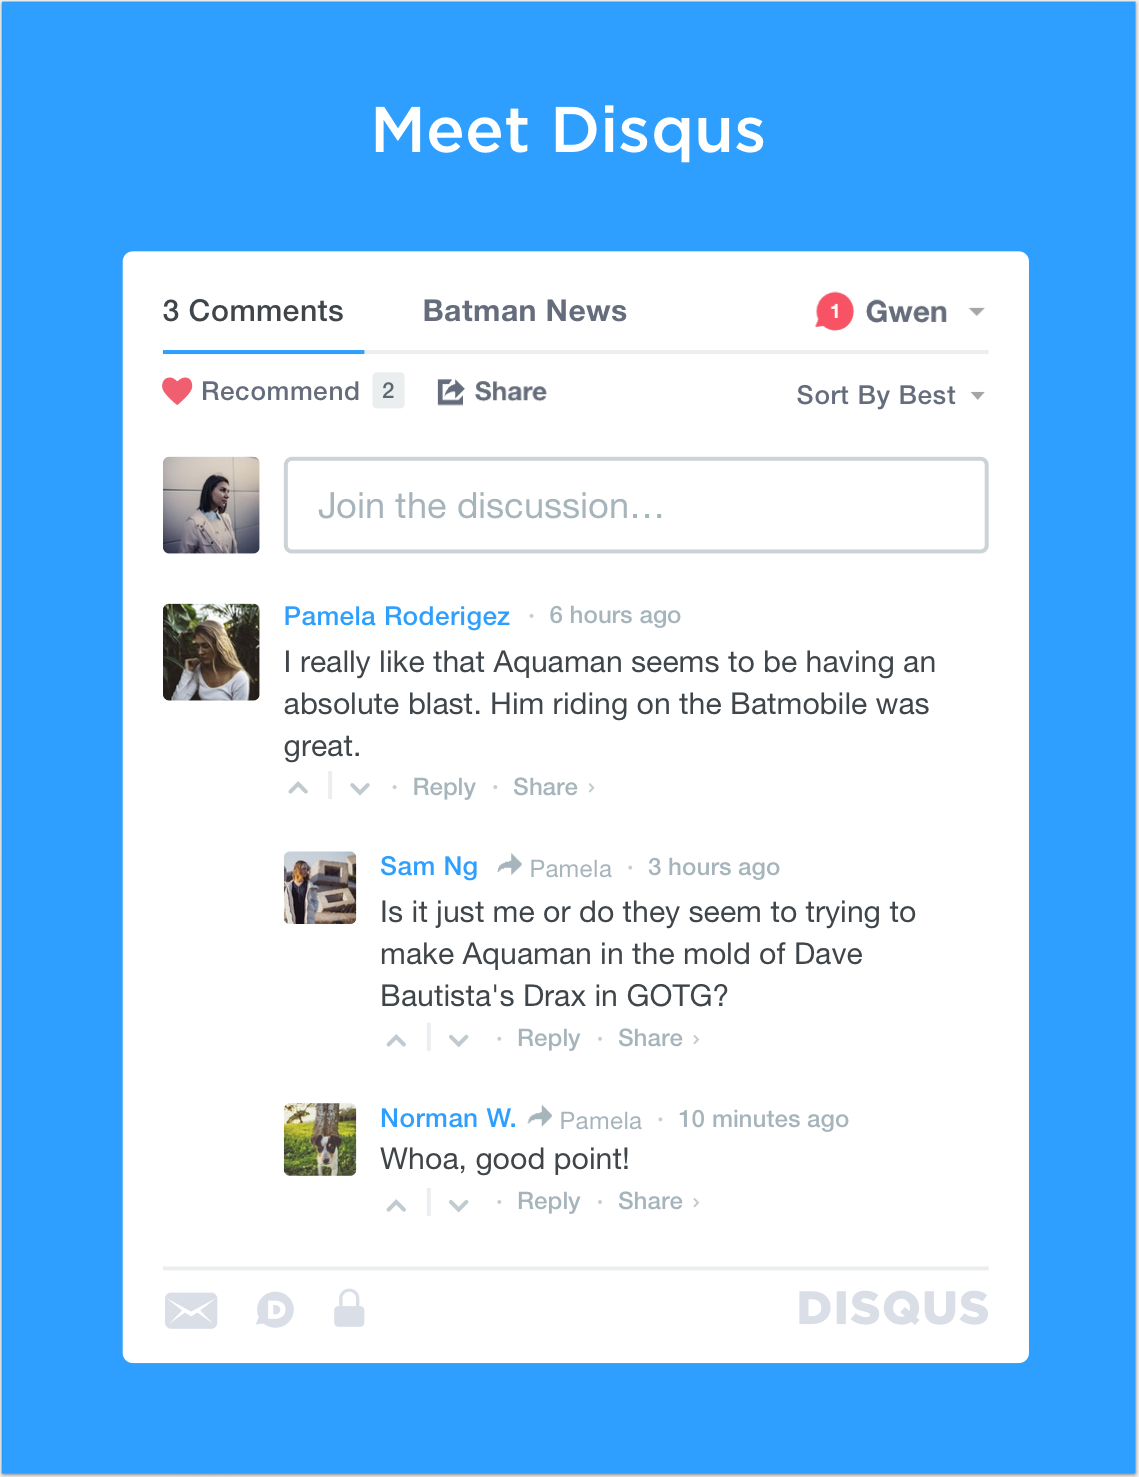 Meet Disqus
3 Comments Batman News 1 Gwen
Recommend 2 Share Sort By Best
Join the discussion...
Pamela Roderigez · 6 hours ago
I really like that Aquaman seems to be having an
absolute blast. Him riding on the Batmobile was
great.
· Reply · Share ›
Sam Ng Pamela · 3 hours ago
Is it just me or do they seem to trying to
make Aquaman in the mold of Dave
Bautista's Drax in GOTG?
· Reply · Share ›
Norman W. Pamela · 10 minutes ago
Whoa, good point!
· Reply · Share ›
D DISQUS